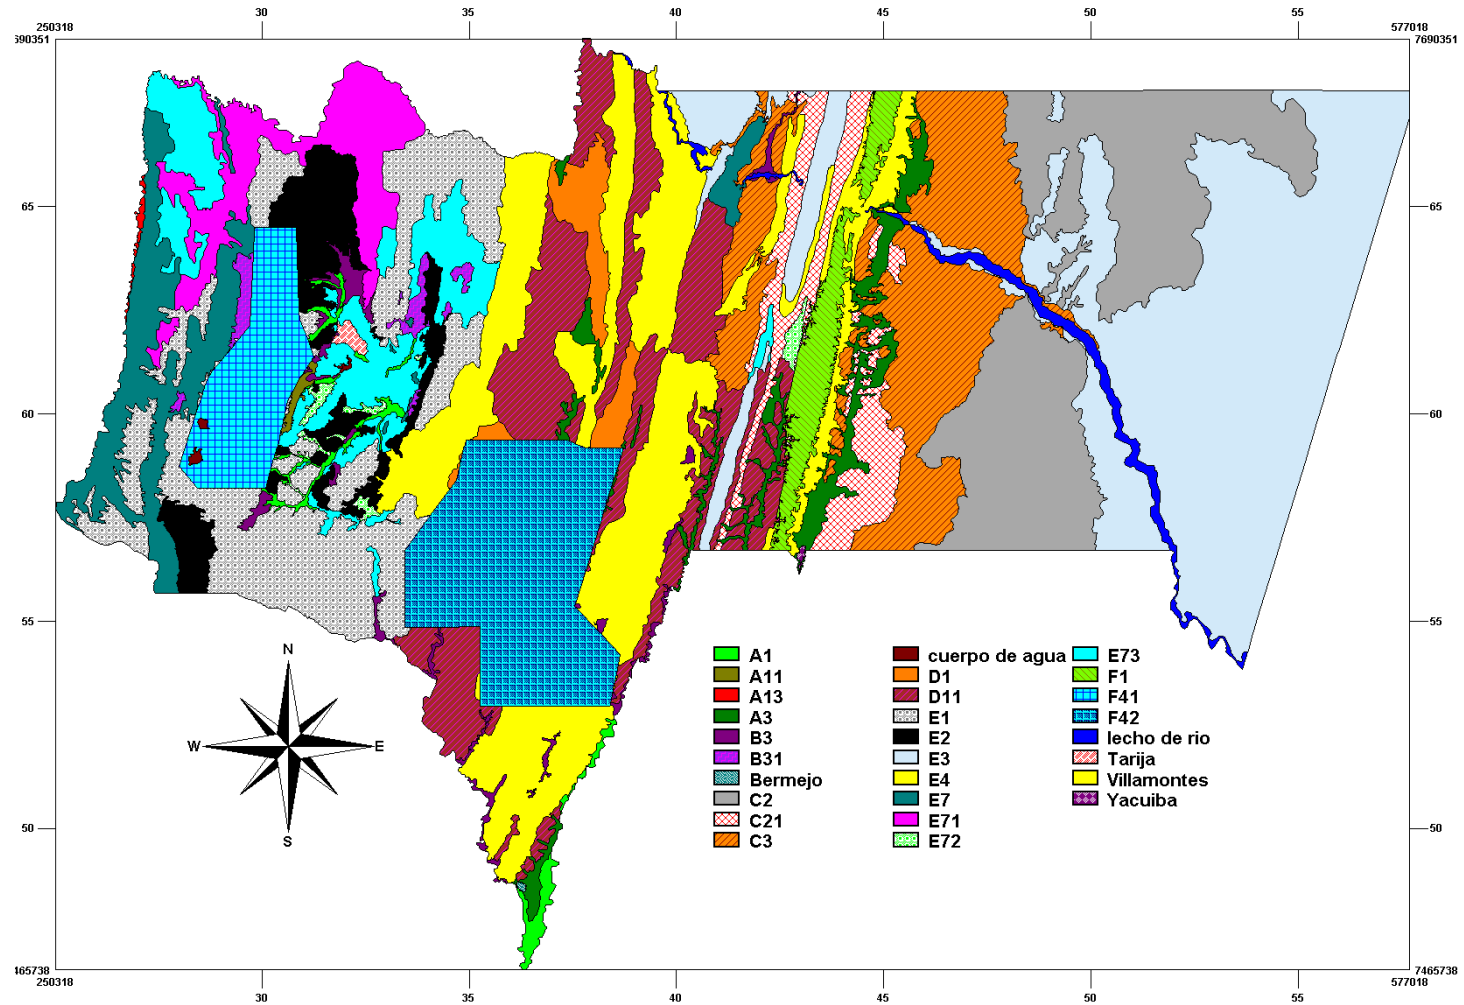 30 35 40 45 50 55
250318 577018
690351 7690351
65 65
60 60
55 55
50 50
N
W E
S
A1 cuerpo de agua E73
A11 D1 F1
A13 D11 F41
A3 E1 F42
B3 E2 lecho de rio
B31 E3 Tarija
Bermejo E4 Villamontes
C2 E7 Yacuiba
C21 E71
C3 E72
465738 7465738
250318 577018
30 35 40 45 50 55